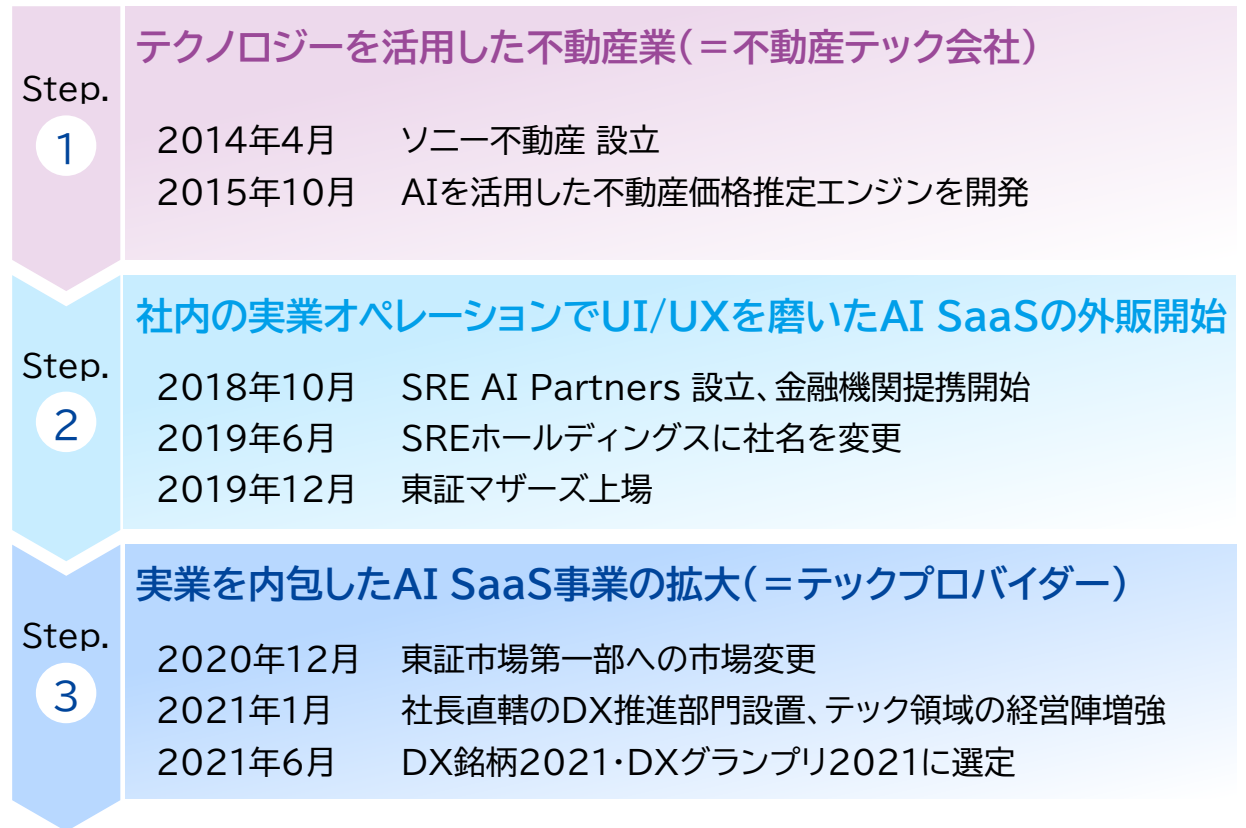 テクノロジーを活用した不動産業(=不動産テック会社)
Step.
1
2014年4月 ソニー不動産 設立
2015年10月 AIを活用した不動産価格推定エンジンを開発
社内の実業オペレーションでUI/UXを磨いたAI SaaSの外販開始
Step.
2
2018年10月 SRE AI Partners 設立、金融機関提携開始
2019年6月 SREホールディングスに社名を変更
2019年12月 東証マザーズ上場
実業を内包したAI SaaS事業の拡大(=テックプロバイダー)
Step.
3
2020年12月 東証市場第一部への市場変更
2021年1月 社長直轄のDX推進部門設置、テック領域の経営陣増強
2021年6月 DX銘柄2021・DXグランプリ2021に選定